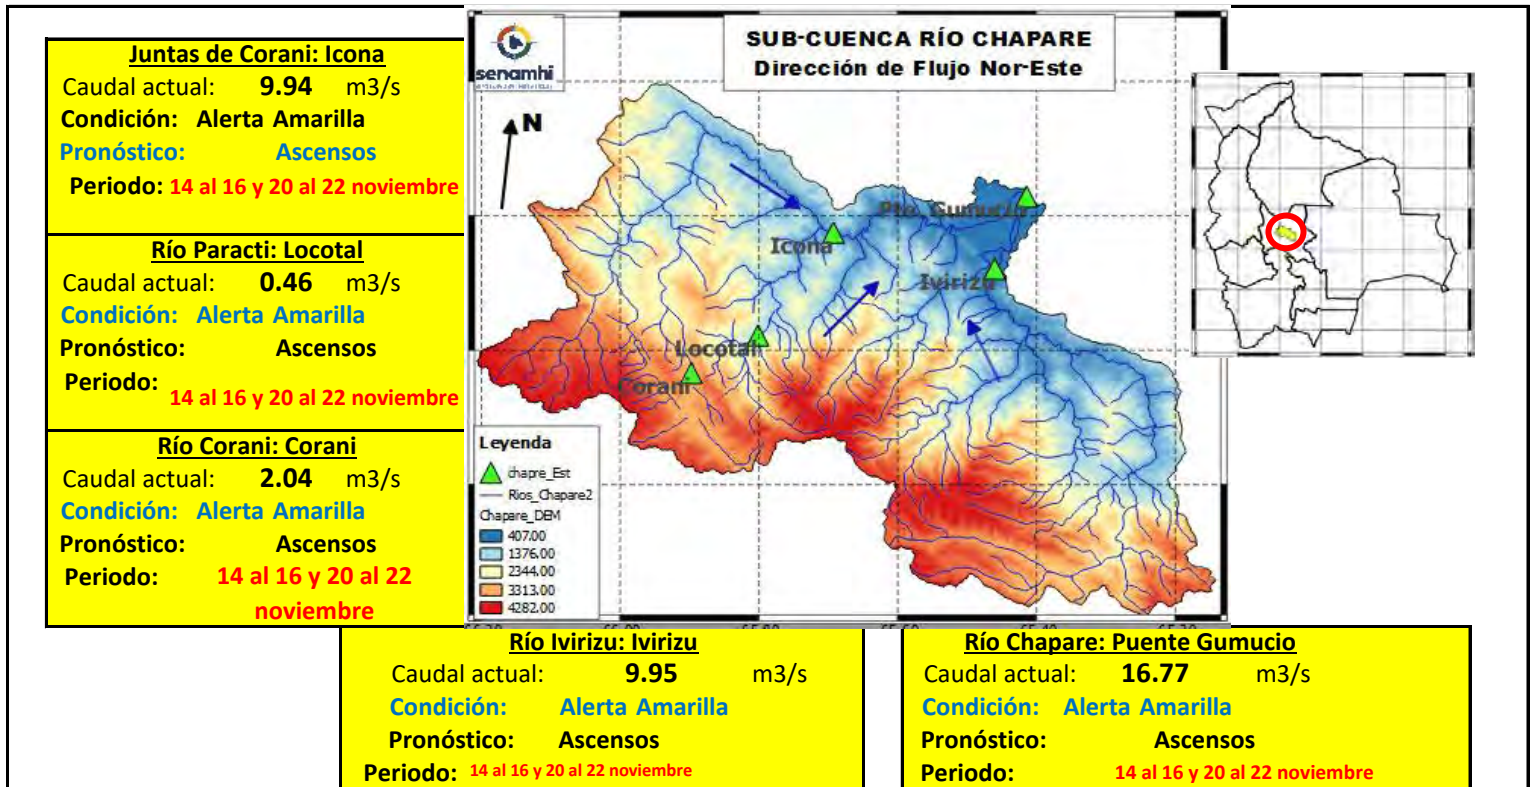 Juntas de Corani: Icona
Caudal actual: 9.94 m3/s
Condición: Alerta Amarilla
Pronóstico: Ascensos
Periodo: 14 al 16 y 20 al 22 noviembre
Río Paracti: Locotal
Caudal actual: 0.46 m3/s
Condición: Alerta Amarilla
Pronóstico: Ascensos
Periodo:
14 al 16 y 20 al 22 noviembre
Río Corani: Corani
Caudal actual: 2.04 m3/s
Condición: Alerta Amarilla
Pronóstico: Ascensos
Periodo: 14 al 16 y 20 al 22
noviembre
senamhi
SUB-CUENCA RÍO CHAPARE
Dirección de Flujo Nor-Este
N
Pte. Gumucio
Icona
Ivirizu
Locotal
Corani
Leyenda
chapre_Est
Rios_Chapare2
Chapare_DEM
407.00
1376.00
2344.00
3313.00
4282.00
Río Ivirizu: Ivirizu
Caudal actual: 9.95 m3/s
Condición: Alerta Amarilla
Pronóstico: Ascensos
Periodo: 14 al 16 y 20 al 22 noviembre
Río Chapare: Puente Gumucio
Caudal actual: 16.77 m3/s
Condición: Alerta Amarilla
Pronóstico: Ascensos
Periodo: 14 al 16 y 20 al 22 noviembre